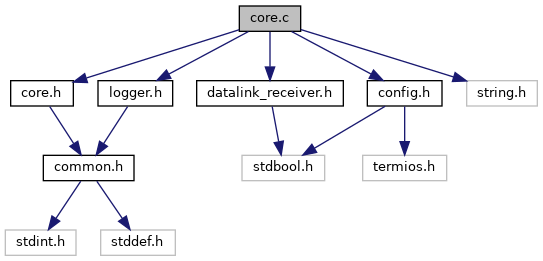 core.c
core.h
logger.h
datalink_receiver.h
config.h
string.h
common.h
stdbool.h
termios.h
stdint.h
stddef.h